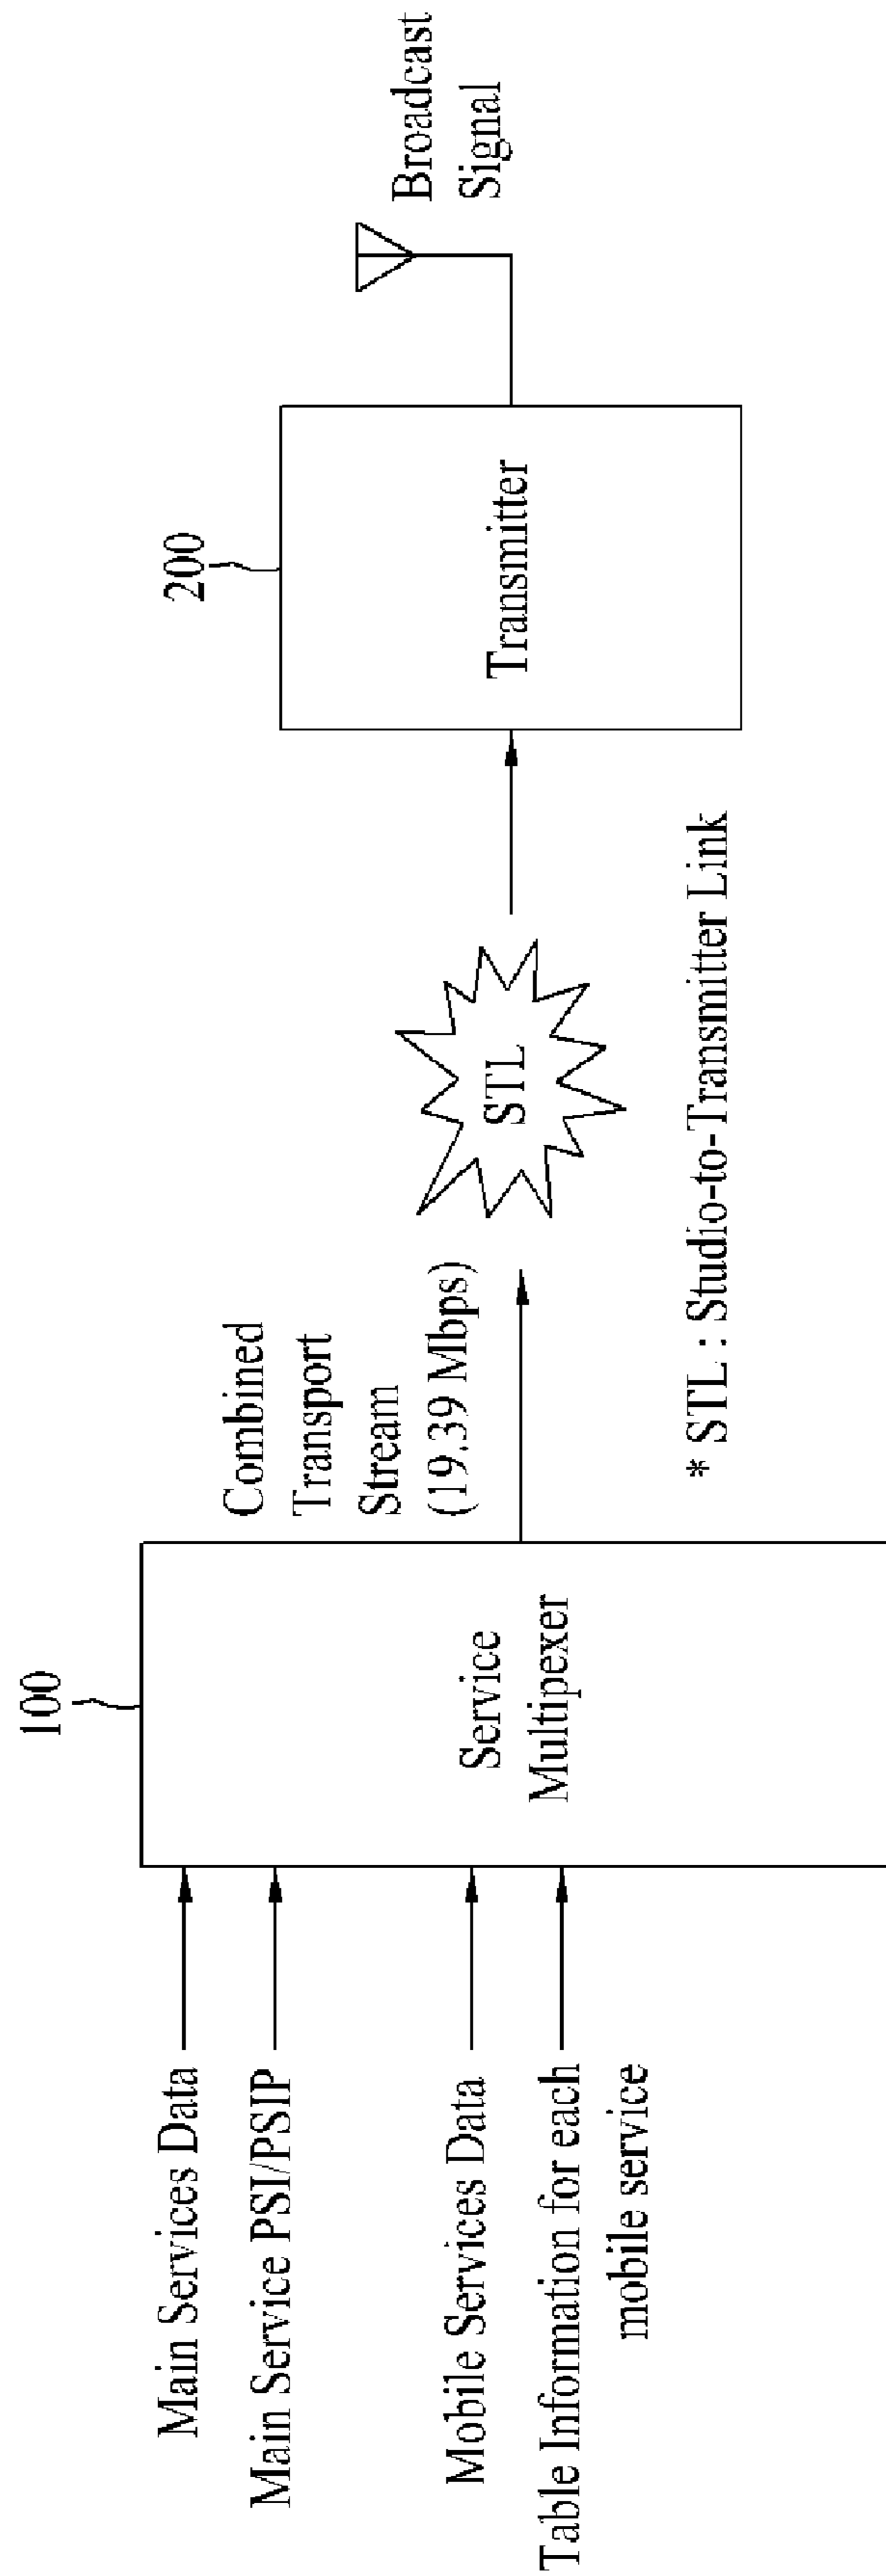 Main Services Data
Main Service PSI/PSIP
Mobile Services Data
Table Information for each
mobile service
100
Service
Multipexer
Combined
Transport
Stream
(19.39 Mbps)
STL
200
Transmitter
Broadcast
Signal
* STL : Studio-to-Transmitter Link